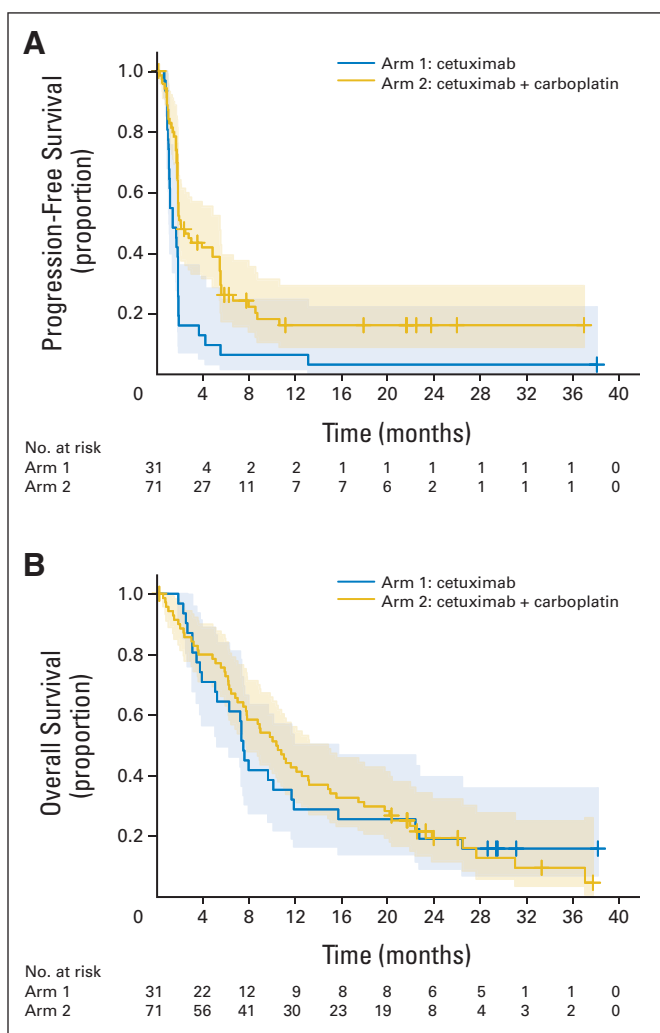 A
Arm 1: cetuximab
Arm 2: cetuximab + carboplatin
Progression-Free Survival
(proportion)
1.0
0.8
0.6
0.4
0.2
0 4 8 12 16 20 24 28 32 36 40
Time (months)
No. at risk
Arm 1 31 4 2 2 1 1 1 1 1 1 0
Arm 2 71 27 11 7 7 6 2 1 1 1 0
B
Arm 1: cetuximab
Arm 2: cetuximab + carboplatin
Overall Survival
(proportion)
1.0
0.8
0.6
0.4
0.2
0 4 8 12 16 20 24 28 32 36 40
Time (months)
No. at risk
Arm 1 31 22 12 9 8 8 6 5 1 1 0
Arm 2 71 56 41 30 23 19 8 4 3 2 0